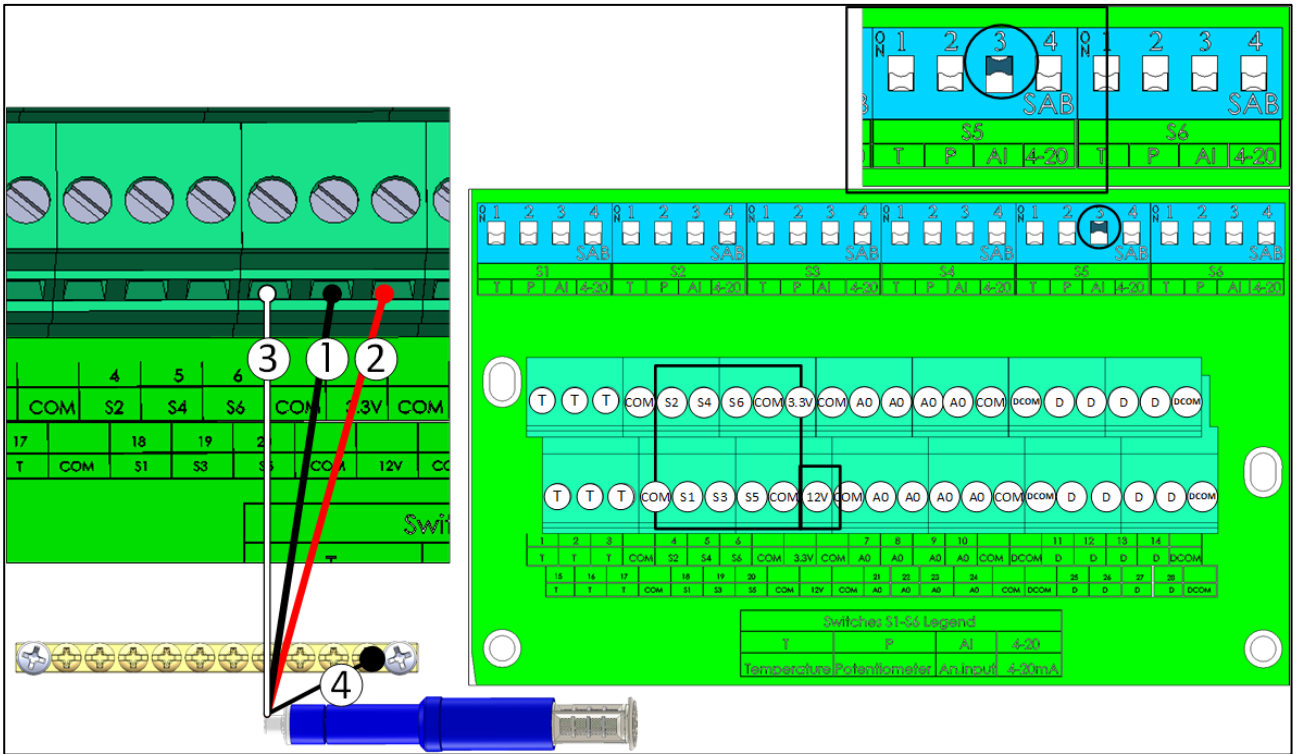 ON 1 2 3 4 ON 1 2 3 4
SAB SAB
S5 S6
T P AI 4-20 T P AI 4-20
ON 1 2 3 4 ON 1 2 3 4 ON 1 2 3 4 ON 1 2 3 4 ON 1 2 3 4 ON 1 2 3 4
SAB SAB SAB SAB SAB SAB
S1 S2 S3 S4 S5 S6
T P AI 4-20 T P AI 4-20 T P AI 4-20 T P AI 4-20 T P AI 4-20 T P AI 4-20
3 1 2
4 5 6
COM S2 S4 S6 COM 3.3V COM
17 18 19
T COM S1 S3 COM 12V
4
T T T COM S2 S4 S6 COM 3.3V COM A0 A0 A0 A0 COM DCOM D D D D DCOM
T T T COM S1 S3 S5 COM 12V COM A0 A0 A0 A0 COM DCOM D D D D DCOM
1 2 3 4 5 6 7 8 9 10 11 12 13 14
T T T COM S2 S4 S6 COM 3.3V COM A0 A0 A0 A0 COM DCOM D D D D DCOM
15 16 17 18 19 20 21 22 23 24 25 26 27 28
T T T COM S1 S3 S5 COM 12V COM A0 A0 A0 A0 COM DCOM D D D D DCOM
Switches S1-S6 Legend
T P AI 4-20
Temperature Potentiometer An.input 4-20mA